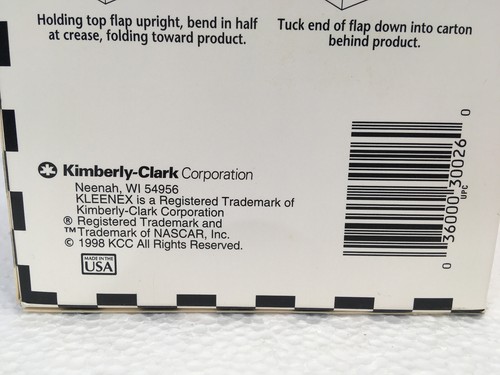 Holding top flap upright, bend in half
at crease, folding toward product.
Tuck end of flap down into carton
behind product.
Kimberly-Clark Corporation
Neenah, WI 54956
KLEENEX is a Registered Trademark of
Kimberly-Clark Corporation
® Registered Trademark and
™ Trademark of NASCAR, Inc.
© 1998 KCC All Rights Reserved.
MADE IN THE
USA
0 36000 30026 0
UPC